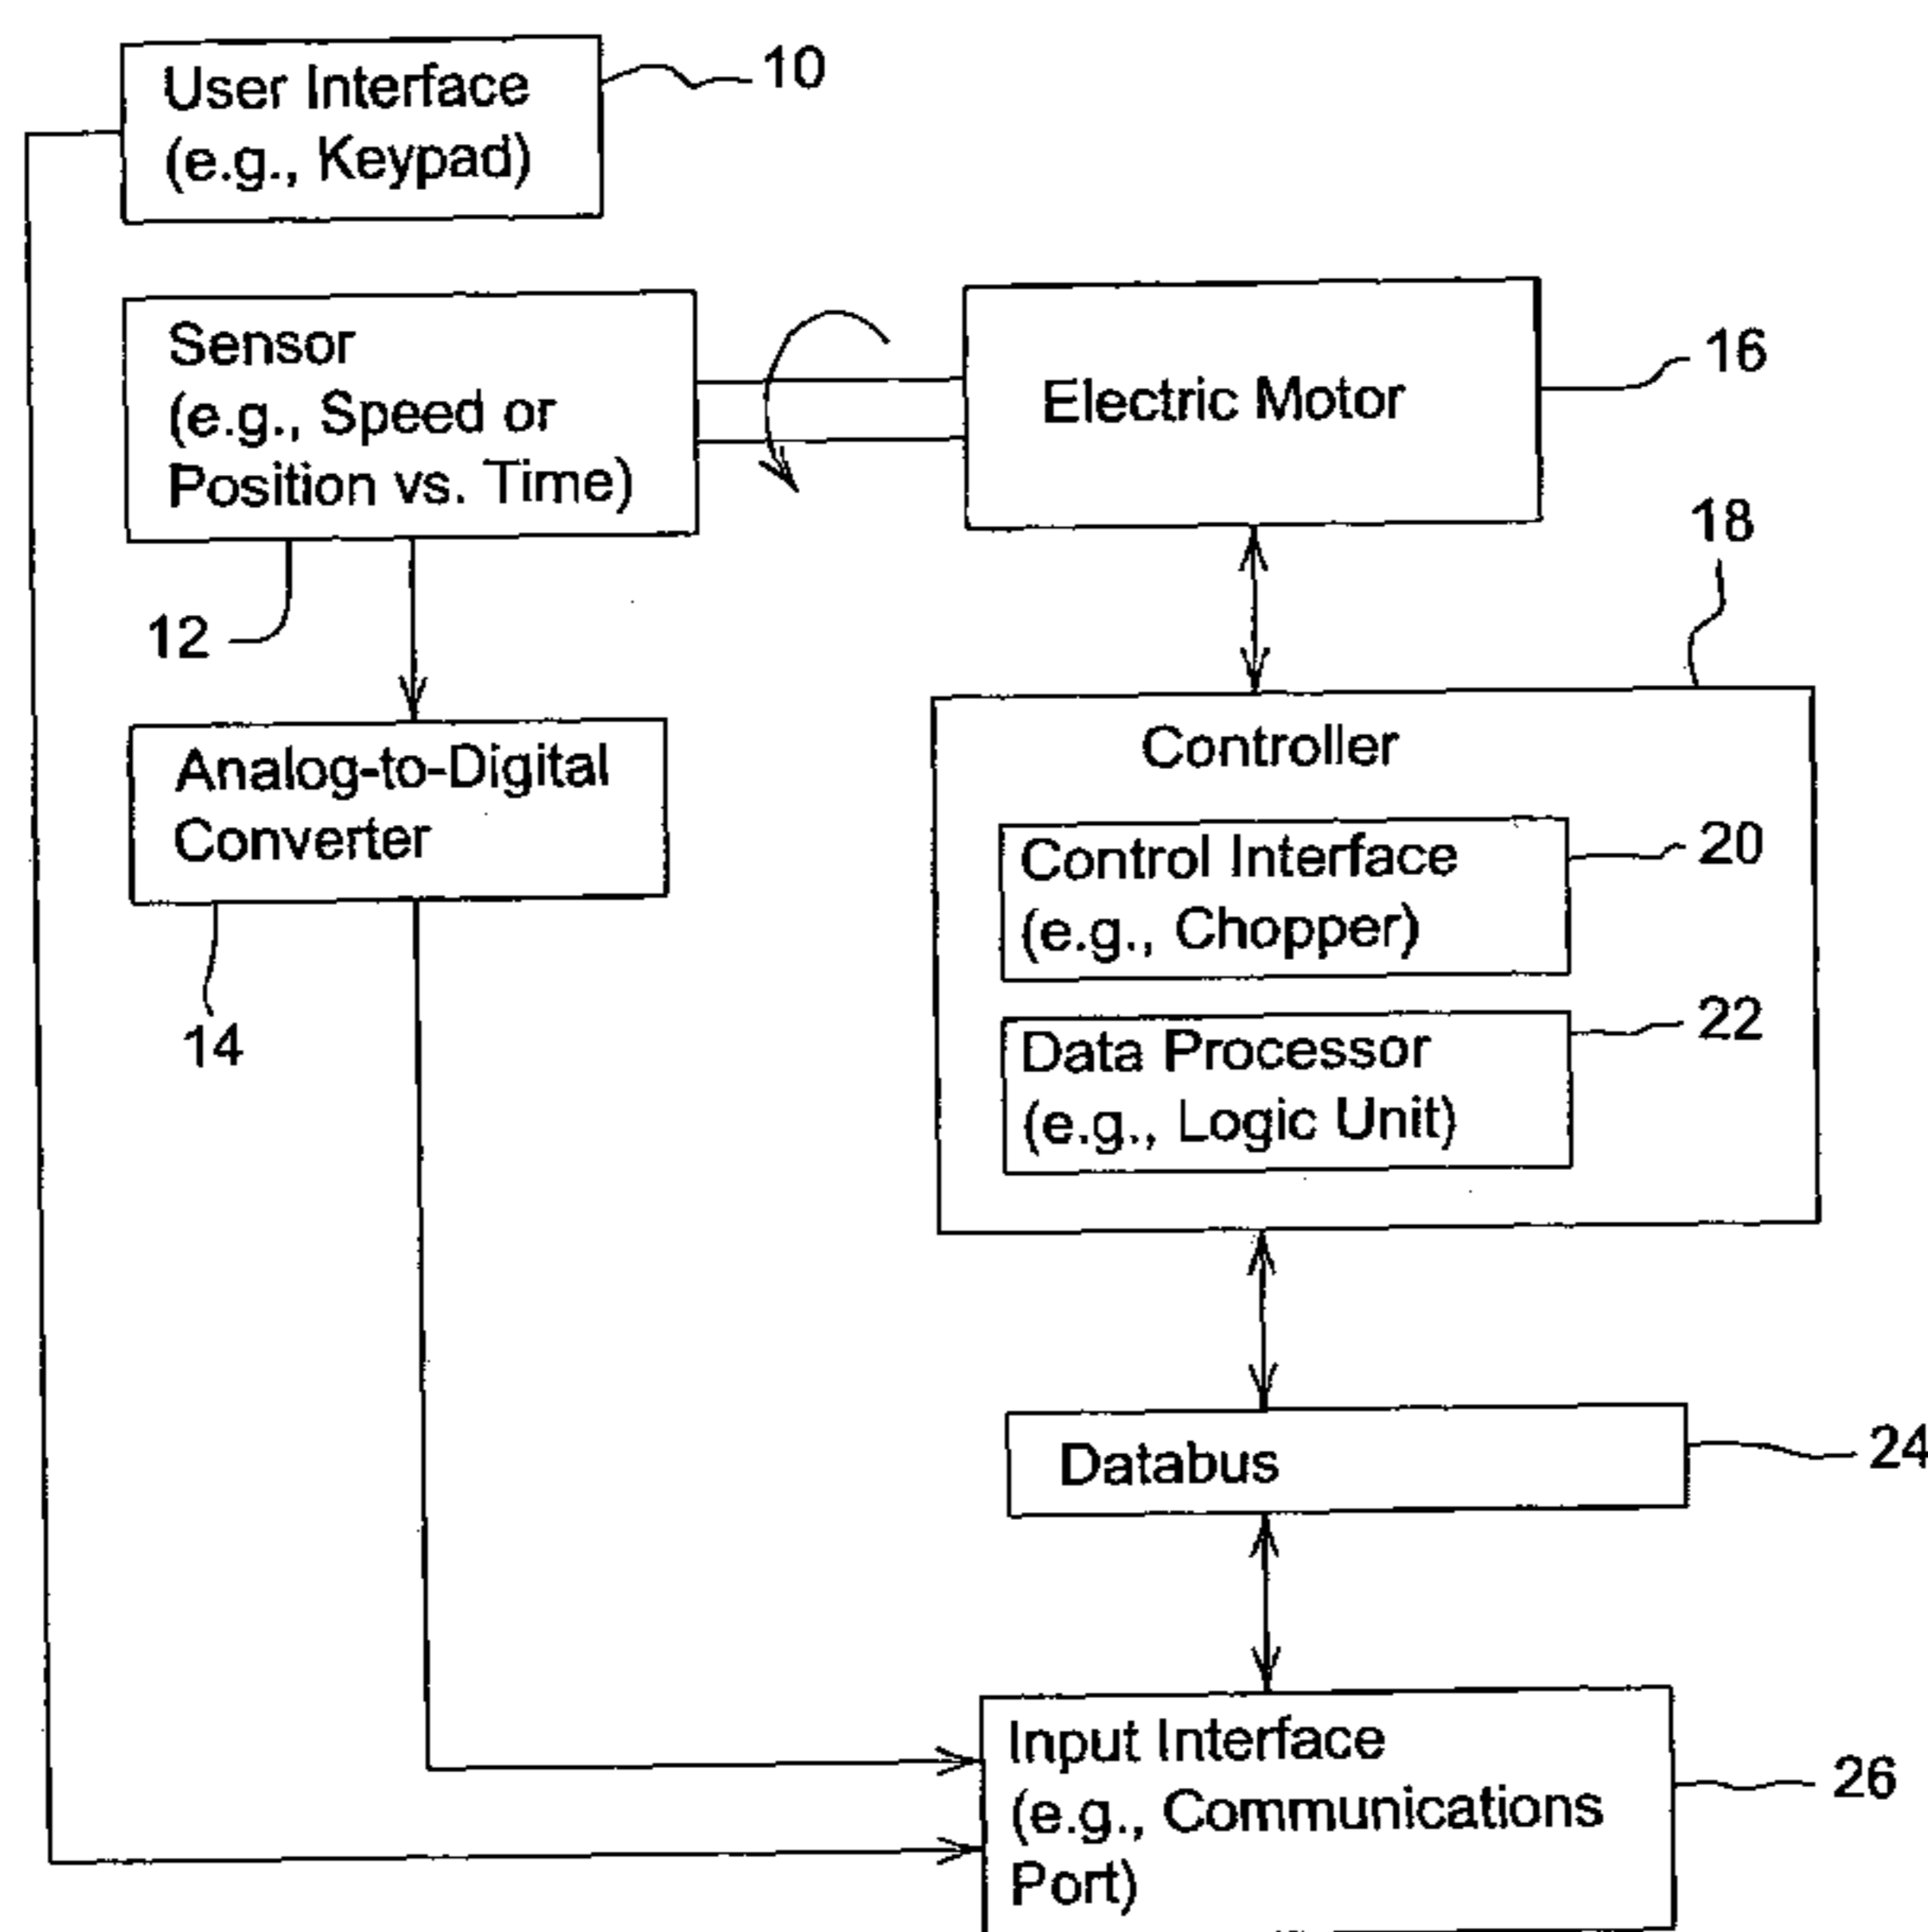 User Interface
(e.g., Keypad)
10
Sensor
(e.g., Speed or
Position vs. Time)
12
Electric Motor
16
Analog-to-Digital
Converter
14
18
Controller
Control Interface
(e.g., Chopper)
20
Data Processor
(e.g., Logic Unit)
22
Databus
24
Input Interface
(e.g., Communications
Port)
26